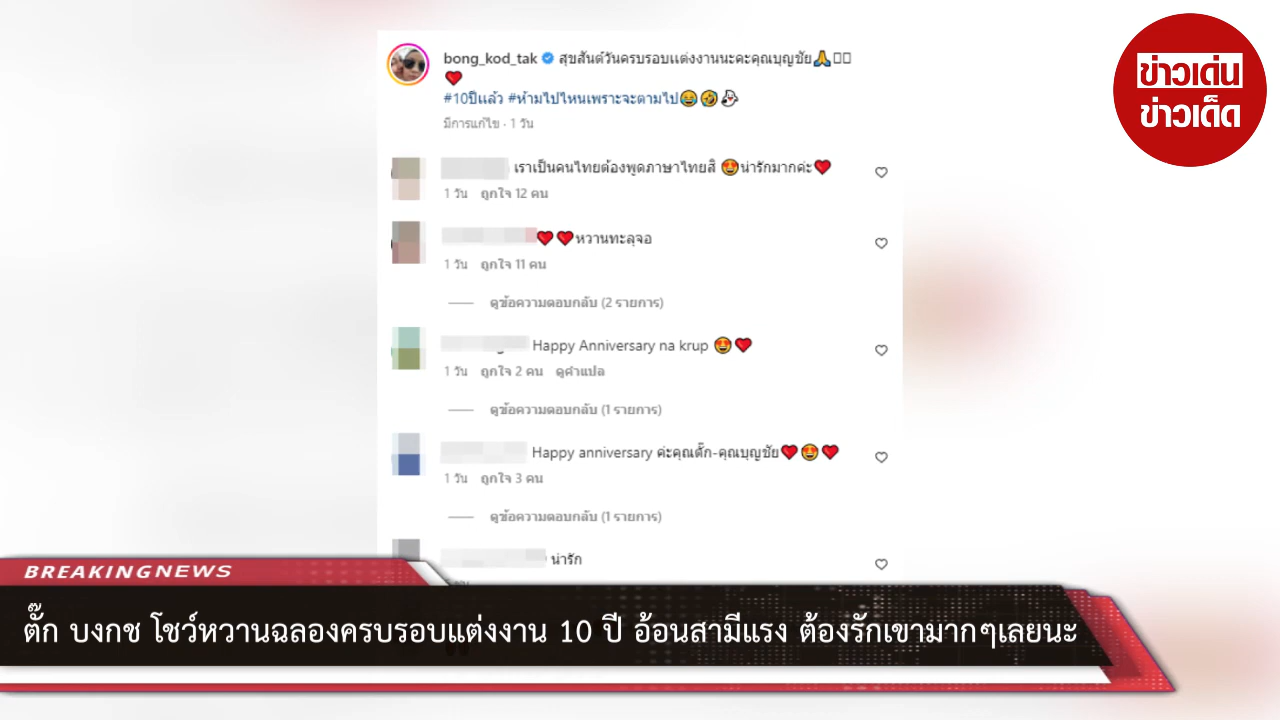 bong_kod_tak สุขสันต์วันครบรอบแต่งงานนะคะคุณบุญชัย🙏
❤️
#10ปีแล้ว #ห้ามไปไหนเพราะจะตามไป😂🤣👻
มีการแก้ไข · 1 วัน
ข่าวเด่น
ข่าวเด็ด
เราเป็นคนไทยต้องพูดภาษาไทยสิ 😍น่ารักมากค่ะ❤️
1 วัน ถูกใจ 12 คน
❤️❤️หวานทะลุจอ
1 วัน ถูกใจ 11 คน
ดูข้อความตอบกลับ (2 รายการ)
Happy Anniversary na krup 😍❤️
1 วัน ถูกใจ 2 คน ดูคำแปล
ดูข้อความตอบกลับ (1 รายการ)
Happy anniversary ค่ะคุณตั๊ก-คุณบุญชัย❤️😍❤️
1 วัน ถูกใจ 3 คน
ดูข้อความตอบกลับ (1 รายการ)
น่ารัก
BREAKING NEWS
ตั๊ก บงกช โชว์หวานฉลองครบรอบแต่งงาน 10 ปี อ้อนสามีแรง ต้องรักเขามากๆเลยนะ